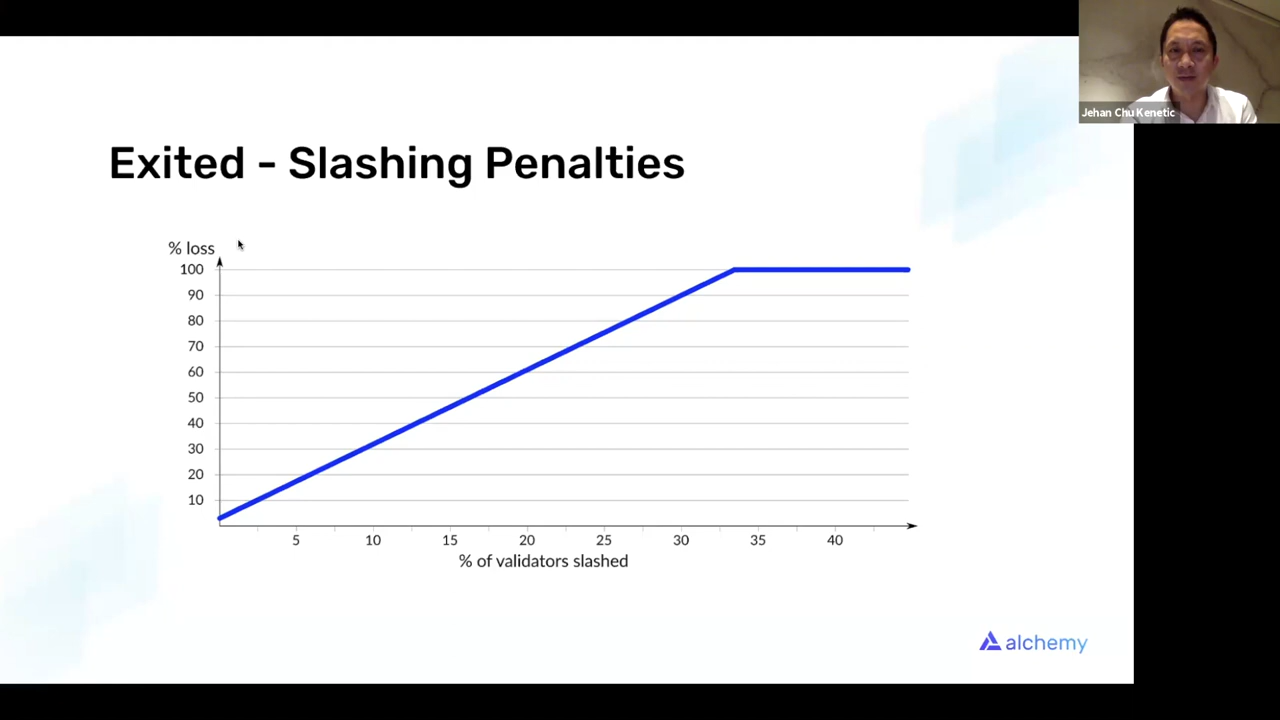 Jehan Chu Kenetic
Exited - Slashing Penalties
% loss
100
90
80
70
60
50
40
30
20
10
5 10 15 20 25 30 35 40
% of validators slashed
alchemy